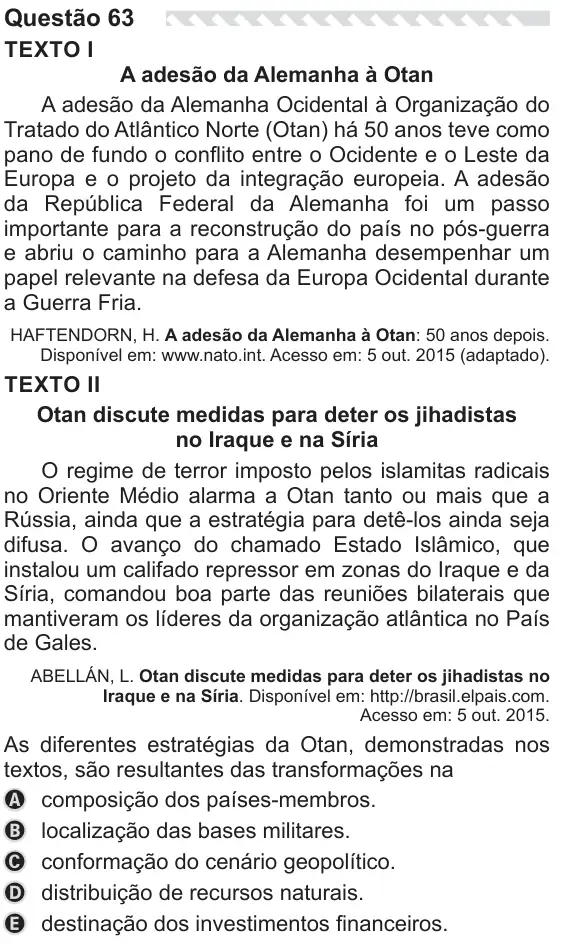 Questão 63
TEXTO I
A adesão da Alemanha à Otan
A adesão da Alemanha Ocidental à Organização do
Tratado do Atlântico Norte (Otan) há 50 anos teve como
pano de fundo o conflito entre o Ocidente e o Leste da
Europa e o projeto da integração europeia. A adesão
da República Federal da Alemanha foi um passo
importante para a reconstrução do país no pós-guerra
e abriu o caminho para a Alemanha desempenhar um
papel relevante na defesa da Europa Ocidental durante
a Guerra Fria.
HAFTENDORN, H. A adesão da Alemanha à Otan: 50 anos depois.
Disponível em: www.nato.int. Acesso em: 5 out. 2015 (adaptado).
TEXTO II
Otan discute medidas para deter os jihadistas
no Iraque e na Síria
O regime de terror imposto pelos islamitas radicais
no Oriente Médio alarma a Otan tanto ou mais que a
Rússia, ainda que a estratégia para detê-los ainda seja
difusa. O avanço do chamado Estado Islâmico, que
instalou um califado repressor em zonas do Iraque e da
Síria, comandou boa parte das reuniões bilaterais que
mantiveram os líderes da organização atlântica no País
de Gales.
ABELLÁN, L. Otan discute medidas para deter os jihadistas no
Iraque e na Síria. Disponível em: http://brasil.elpais.com.
Acesso em: 5 out. 2015.
As diferentes estratégias da Otan, demonstradas nos
textos, são resultantes das transformações na
A composição dos países-membros.
B localização das bases militares.
C conformação do cenário geopolítico.
D distribuição de recursos naturais.
E destinação dos investimentos financeiros.